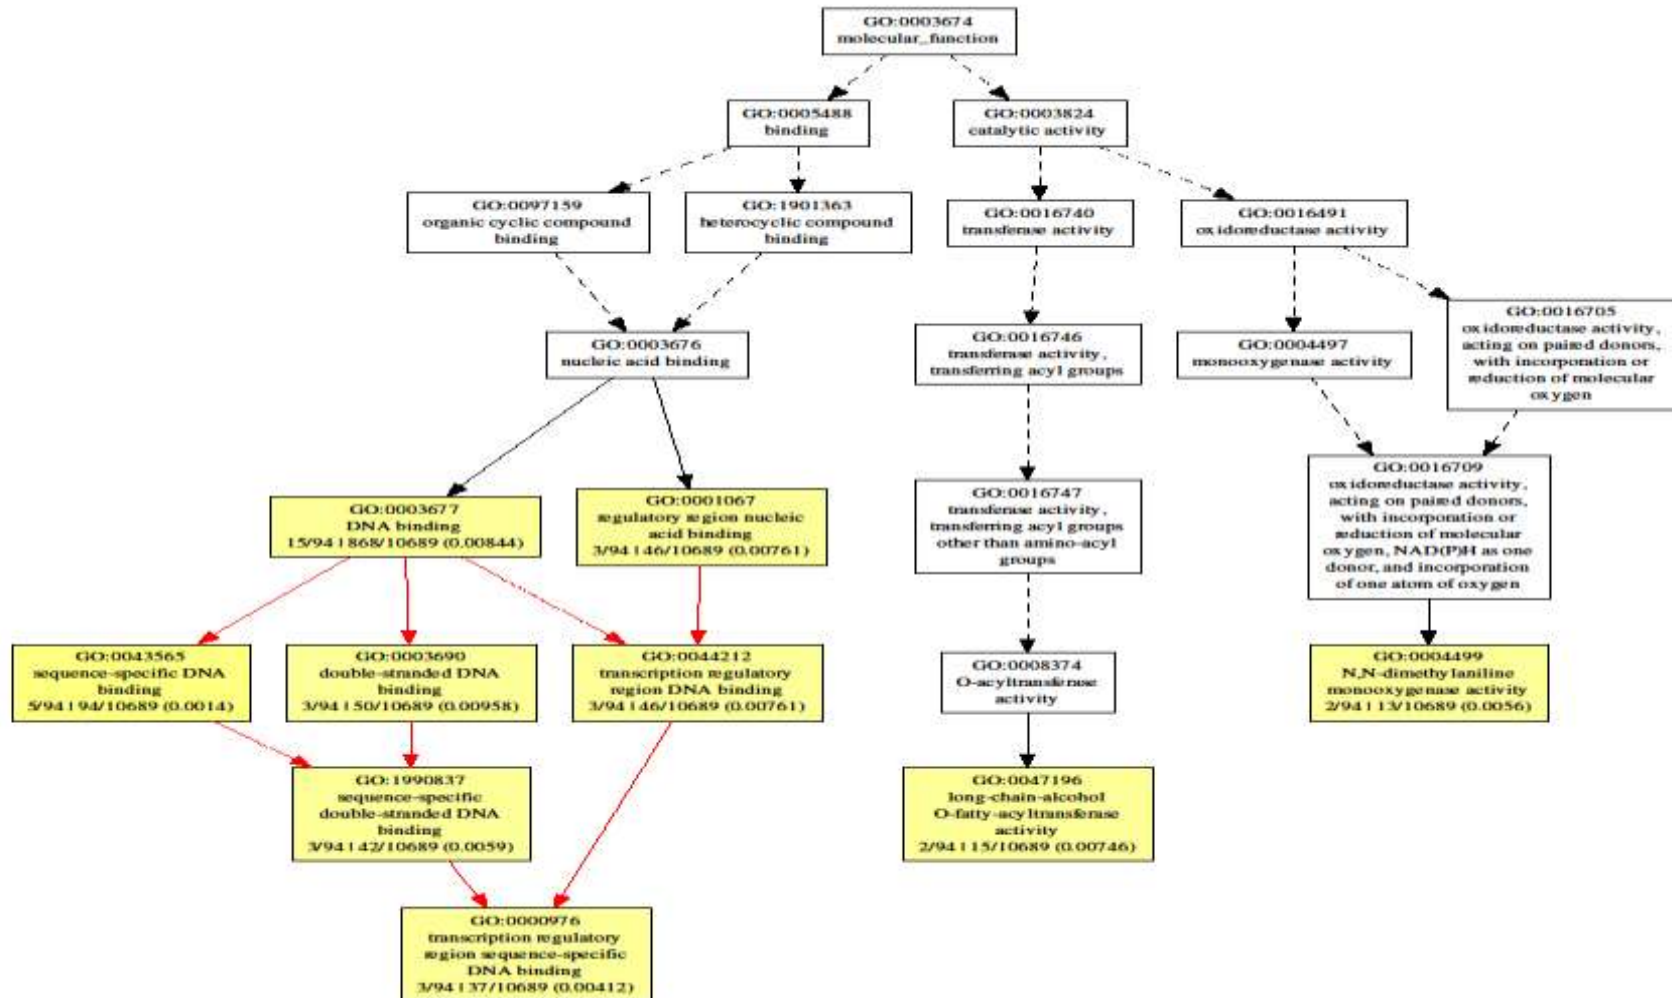 GO:0003674
molecular_function
GO:0005488
binding
GO:0003824
catalytic activity
GO:0097159
organic cyclic compound
binding
GO:1901363
heterocyclic compound
binding
GO:0016740
transferase activity
GO:0016491
oxidoreductase activity
GO:0003676
nucleic acid binding
GO:0016746
transferase activity,
transferring acyl groups
GO:0004497
monooxygenase activity
GO:0016705
oxidoreductase activity,
acting on paired donors,
with incorporation or
reduction of molecular
oxygen
GO:0003677
DNA binding
15/94 | 868/10689 (0.00844)
GO:0001067
regulatory region nucleic
acid binding
3/94 | 46/10689 (0.00761)
GO:0016747
transferase activity,
transferring acyl groups
other than amino-acyl
groups
GO:0016709
oxidoreductase activity,
acting on paired donors,
with incorporation or
reduction of molecular
oxygen, NAD(P)H as one
donor, and incorporation
of one atom of oxygen
GO:0043565
sequence-specific DNA
binding
5/94 | 94/10689 (0.0014)
GO:0003690
double-stranded DNA
binding
3/94 | 50/10689 (0.00958)
GO:0044212
transcription regulatory
region DNA binding
3/94 | 46/10689 (0.00761)
GO:0008374
O-acyltransferase
activity
GO:0004499
N,N-dimethylaniline
monooxygenase activity
2/94 | 13/10689 (0.0056)
GO:1990837
sequence-specific
double-stranded DNA
binding
3/94 | 42/10689 (0.0059)
GO:0047196
long-chain-alcohol
O-fatty-acyltransferase
activity
2/94 | 15/10689 (0.00746)
GO:0000976
transcription regulatory
region sequence-specific
DNA binding
3/94 | 37/10689 (0.00412)